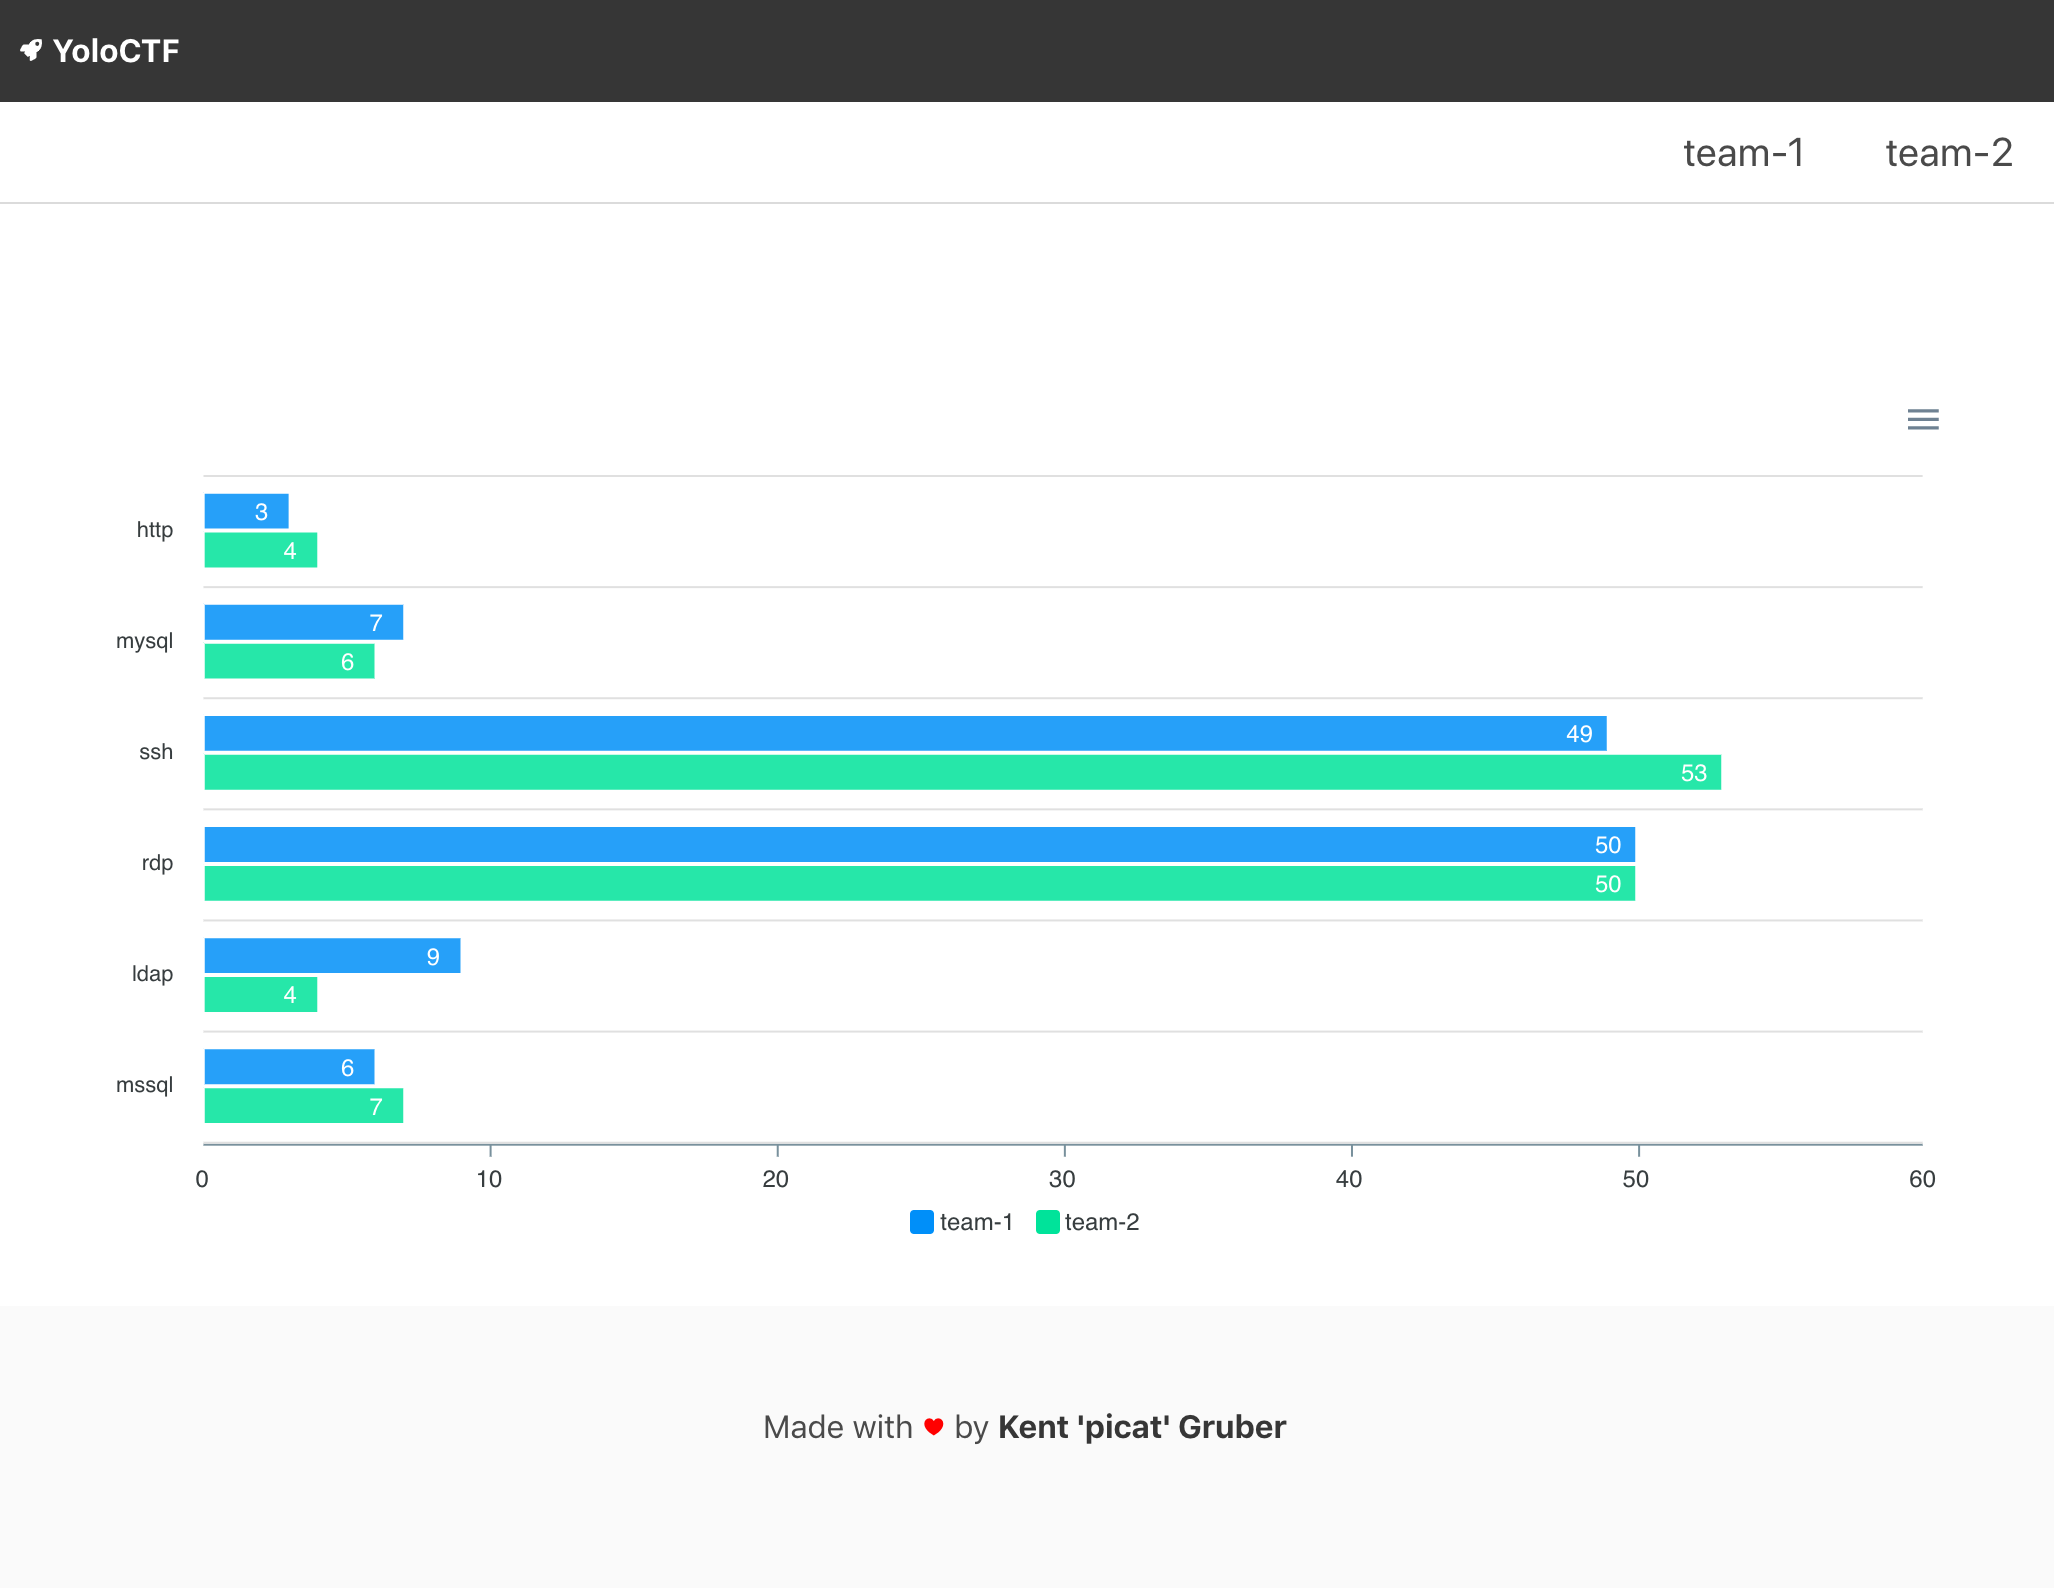 YoloCTF
team-1 team-2
3
http
4
7
mysql
6
49
ssh
53
50
rdp
50
9
ldap
4
6
mssql
7
0 10 20 30 40 50 60
team-1 team-2
Made with by Kent 'picat' Gruber